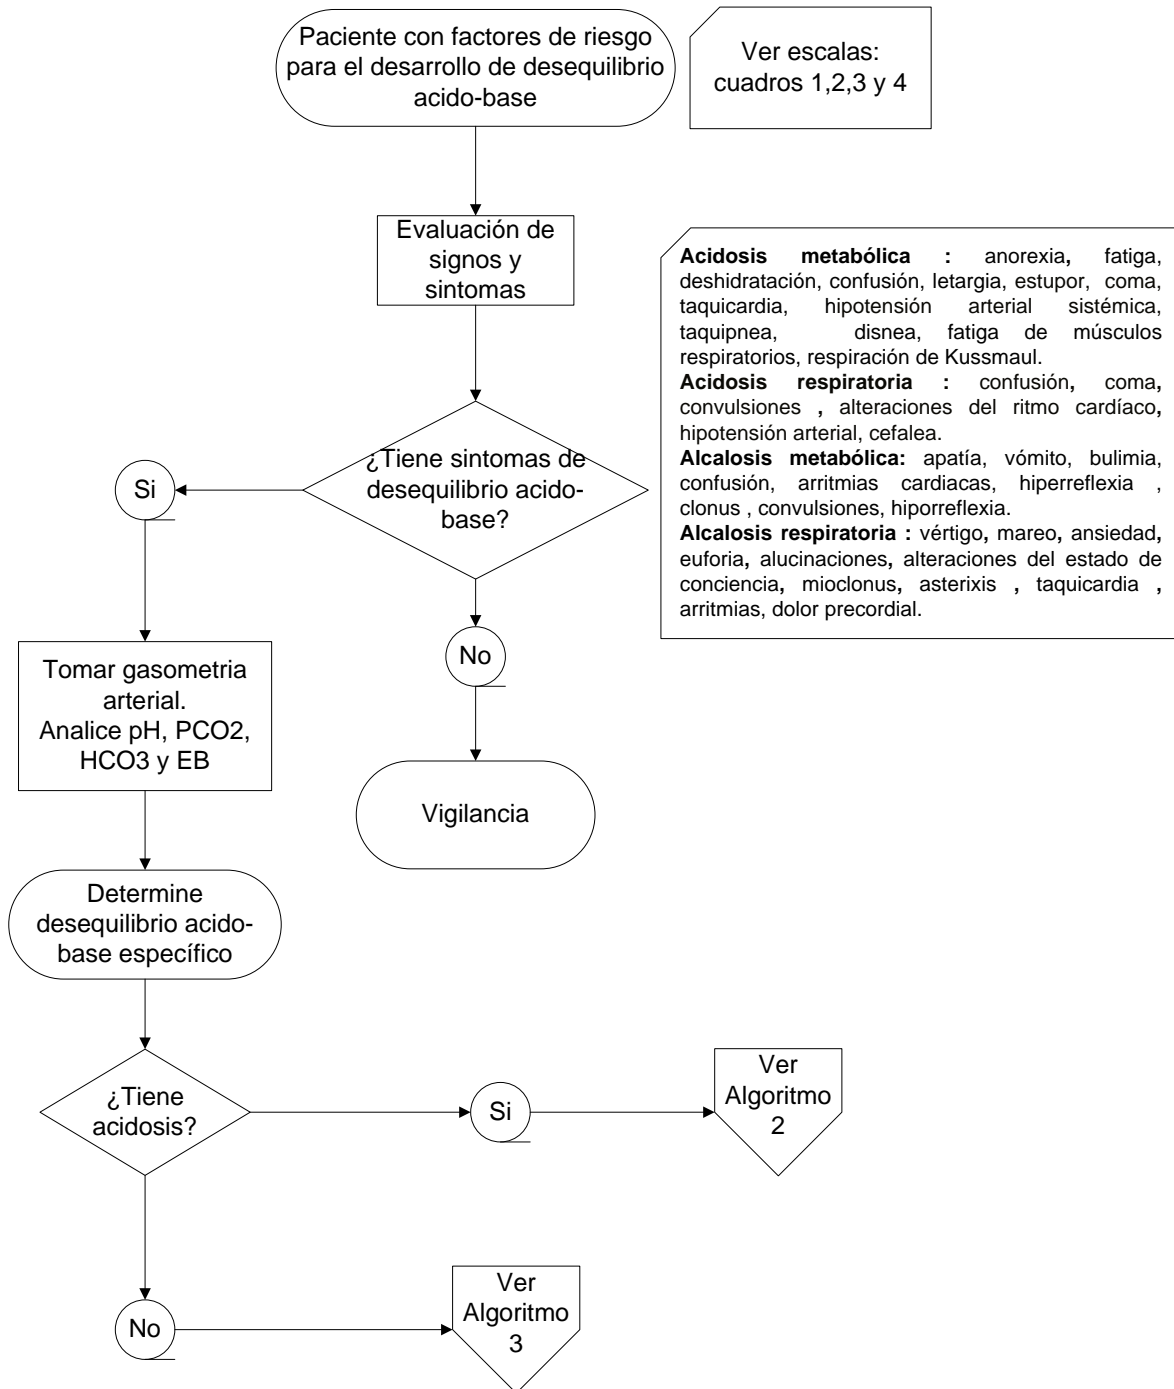 Paciente con factores de riesgo
para el desarrollo de desequilibrio
acido-base
Ver escalas:
cuadros 1,2,3 y 4
Evaluación de
signos y
sintomas
Acidosis metabólica : anorexia, fatiga,
deshidratación, confusión, letargia, estupor, coma,
taquicardia, hipotensión arterial sistémica,
taquipnea, disnea, fatiga de músculos
respiratorios, respiración de Kussmaul.
Acidosis respiratoria : confusión, coma,
convulsiones , alteraciones del ritmo cardíaco,
hipotensión arterial, cefalea.
Alcalosis metabólica: apatía, vómito, bulimia,
confusión, arritmias cardiacas, hiperreflexia ,
clonus , convulsiones, hiporreflexia.
Alcalosis respiratoria : vértigo, mareo, ansiedad,
euforia, alucinaciones, alteraciones del estado de
conciencia, mioclonus, asterixis , taquicardia ,
arritmias, dolor precordial.
¿Tiene sintomas de
desequilibrio acido-
base?
Si
No
Tomar gasometria
arterial.
Analice pH, PCO2,
HCO3 y EB
Vigilancia
Determine
desequilibrio acido-
base específico
¿Tiene
acidosis?
Si
Ver
Algoritmo
2
No
Ver
Algoritmo
3